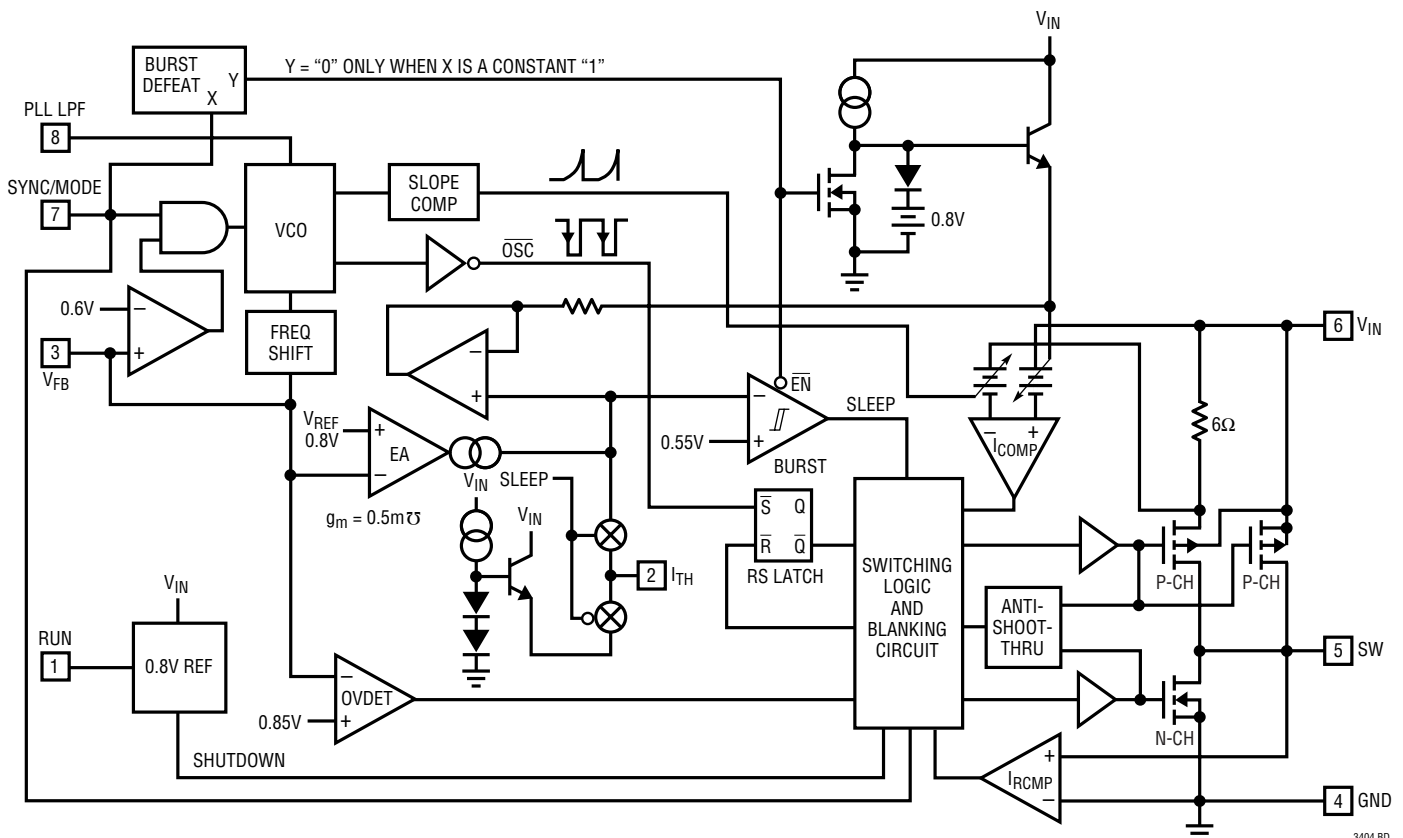 V_IN
BURST
DEFEAT
Y
X
Y = “0” ONLY WHEN X IS A CONSTANT “1”
PLL LPF
8
SYNC/MODE
7
VCO
SLOPE
COMP
0.8V
OSC
0.6V
−
+
3
V_FB
FREQ
SHIFT
−
+
6 V_IN
EN
−
+
0.55V
BURST
SLEEP
− +
I_COMP
6Ω
V_REF
0.8V
+
−
EA
g_m = 0.5m℧
V_IN
SLEEP
V_IN
2 I_TH
S Q
R Q
RS LATCH
SWITCHING
LOGIC
AND
BLANKING
CIRCUIT
P-CH
P-CH
ANTI-
SHOOT-
THRU
V_IN
RUN
1
0.8V REF
5 SW
−
OVDET
+
0.85V
N-CH
SHUTDOWN
+
I_RCMP
−
4 GND
3404 BD